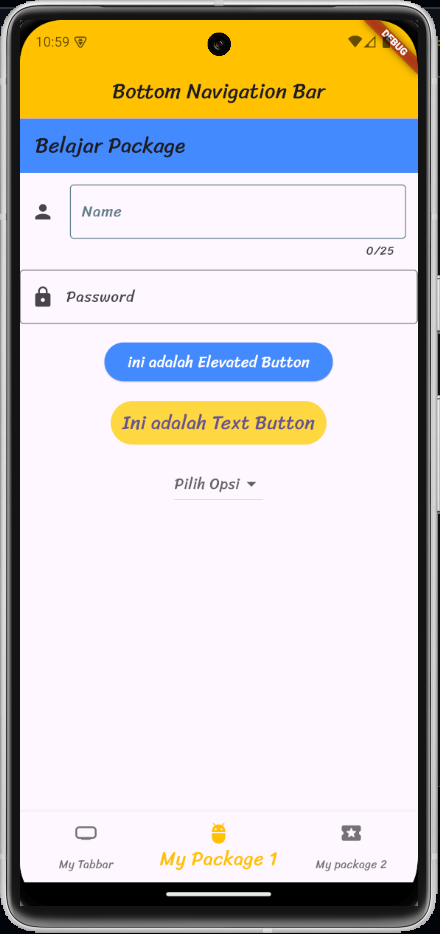 10:59
DEBUG
Bottom Navigation Bar
Belajar Package
Name
0/25
Password
ini adalah Elevated Button
Ini adalah Text Button
Pilih Opsi
My Tabbar
My Package 1
My package 2